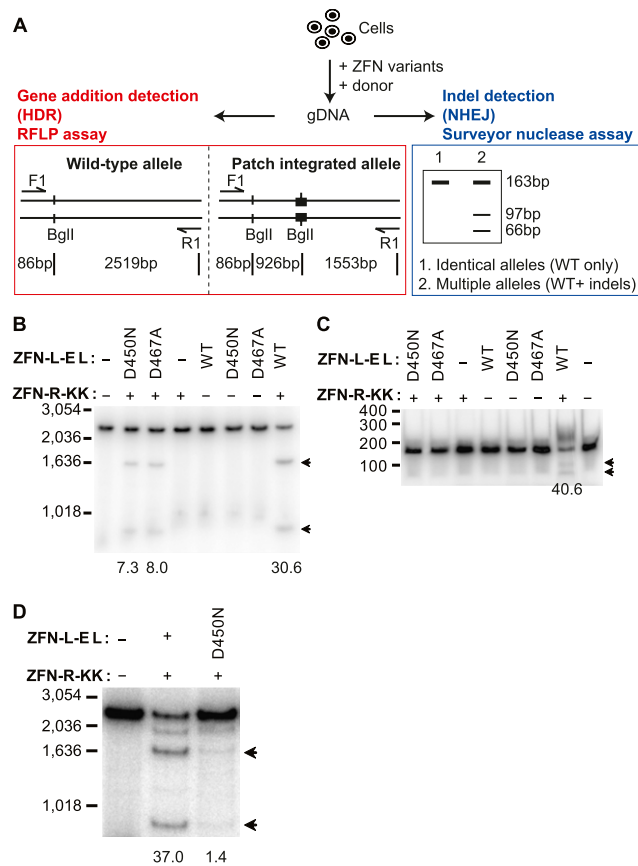 A
Cells
+ ZFN variants
+ donor
gDNA
Gene addition detection
(HDR)
RFLP assay
Indel detection
(NHEJ)
Surveyor nuclease assay
Wild-type allele
Patch integrated allele
F1
F1
BglI
R1
BglI
BglI
R1
86bp
2519bp
86bp
926bp
1553bp
1 2
163bp
97bp
66bp
1. Identical alleles (WT only)
2. Multiple alleles (WT+ indels)
B
ZFN-L-EL: – D450N D467A – WT D450N D467A WT
ZFN-R-KK: – + + + – – – +
3,054
2,036
1,636
1,018
7.3 8.0 30.6
C
ZFN-L-EL: D450N D467A – WT D450N D467A WT –
ZFN-R-KK: + + + – – – + –
400
300
200
100
40.6
D
ZFN-L-EL: – + D450N
ZFN-R-KK: – + +
3,054
2,036
1,636
1,018
37.0 1.4